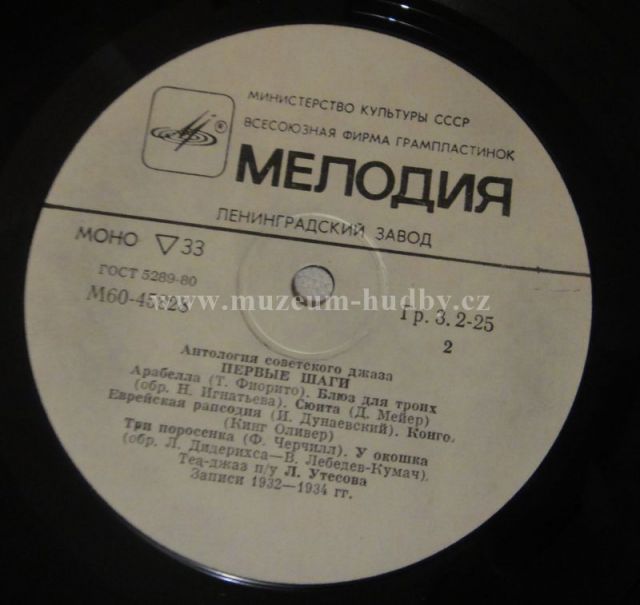 МИНИСТЕРСТВО КУЛЬТУРЫ СССР
ВСЕСОЮЗНАЯ ФИРМА ГРАМПЛАСТИНОК
®
МЕЛОДИЯ
ЛЕНИНГРАДСКИЙ ЗАВОД
МОНО ▽ 33
ГОСТ 5289-80
www.muzeum-hudby.cz
Гр. 3. 2-25
2
Антология советского джаза
ПЕРВЫЕ ШАГИ
Арабелла (Т. Фиорито). Блюз для троих
(обр. Н. Игнатьева). Сюита (Д. Мейер)
Еврейская рапсодия (И. Дунаевский). Конго.
(Кинг Оливер)
Три поросенка (Ф. Черчилл). У окошка
(обр. Л. Дидерихса—В. Лебедев-Кумач).
Теа-джаз п/у Л. Утесова
Записи 1932—1934 гг.